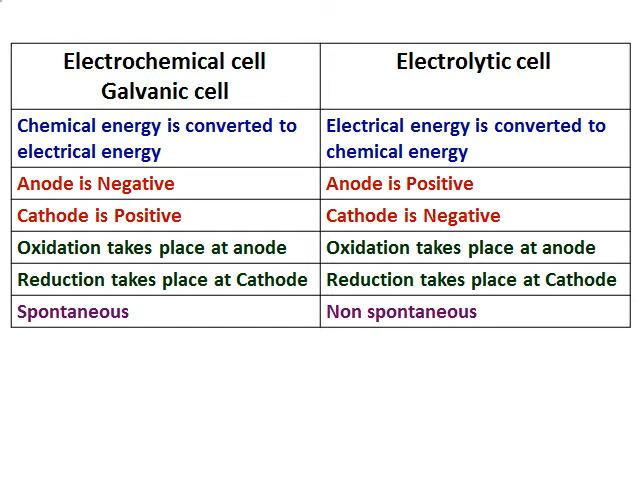 Electrochemical cell
Galvanic cell
Electrolytic cell
Chemical energy is converted to
electrical energy
Electrical energy is converted to
chemical energy
Anode is Negative
Anode is Positive
Cathode is Positive
Cathode is Negative
Oxidation takes place at anode
Oxidation takes place at anode
Reduction takes place at Cathode
Reduction takes place at Cathode
Spontaneous
Non spontaneous